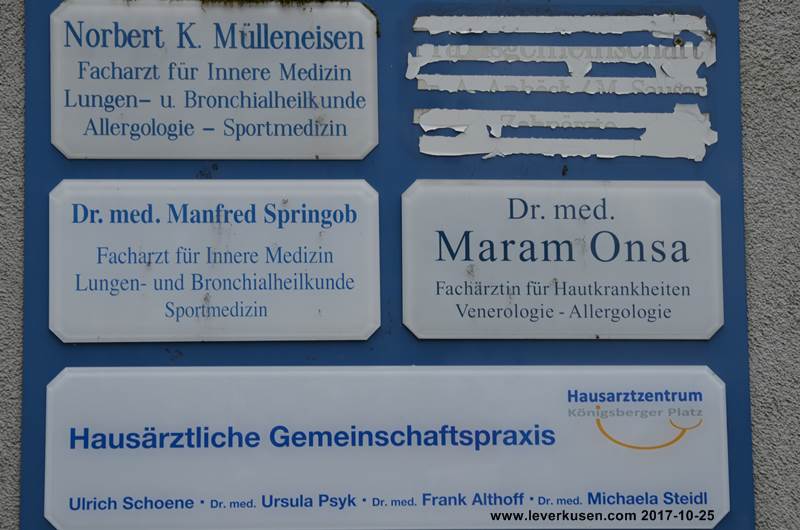 Norbert K. Mülleneisen
Facharzt für Innere Medizin
Lungen- u. Bronchialheilkunde
Allergologie - Sportmedizin
Dr. med. Manfred Springob
Facharzt für Innere Medizin
Lungen- und Bronchialheilkunde
Sportmedizin
Dr. med.
Maram Onsa
Fachärztin für Hautkrankheiten
Venerologie - Allergologie
Hausarztzentrum
Königsberger Platz
Hausärztliche Gemeinschaftspraxis
Ulrich Schoene · Dr. med. Ursula Psyk · Dr. med. Frank Althoff · Dr. med. Michaela Steidl
www.leverkusen.com 2017-10-25